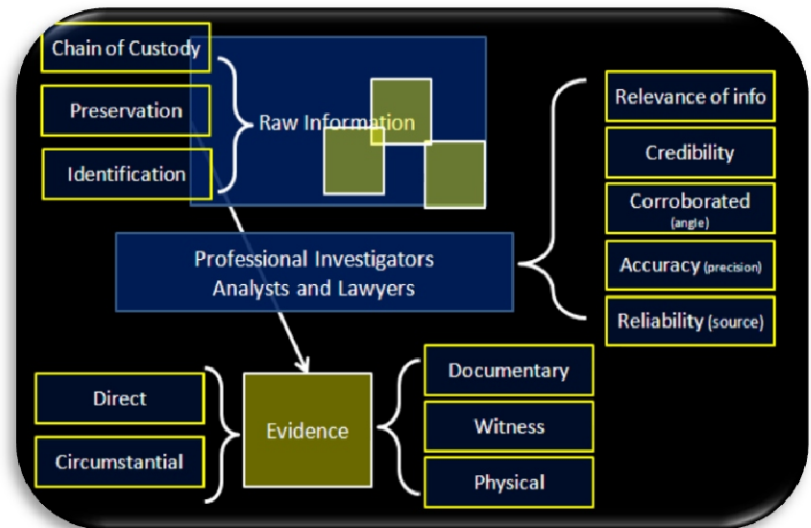 Chain of Custody
Preservation
Identification
Raw Information
Relevance of info
Credibility
Corroborated
(angle)
Accuracy (precision)
Reliability (source)
Professional Investigators
Analysts and Lawyers
Direct
Circumstantial
Evidence
Documentary
Witness
Physical